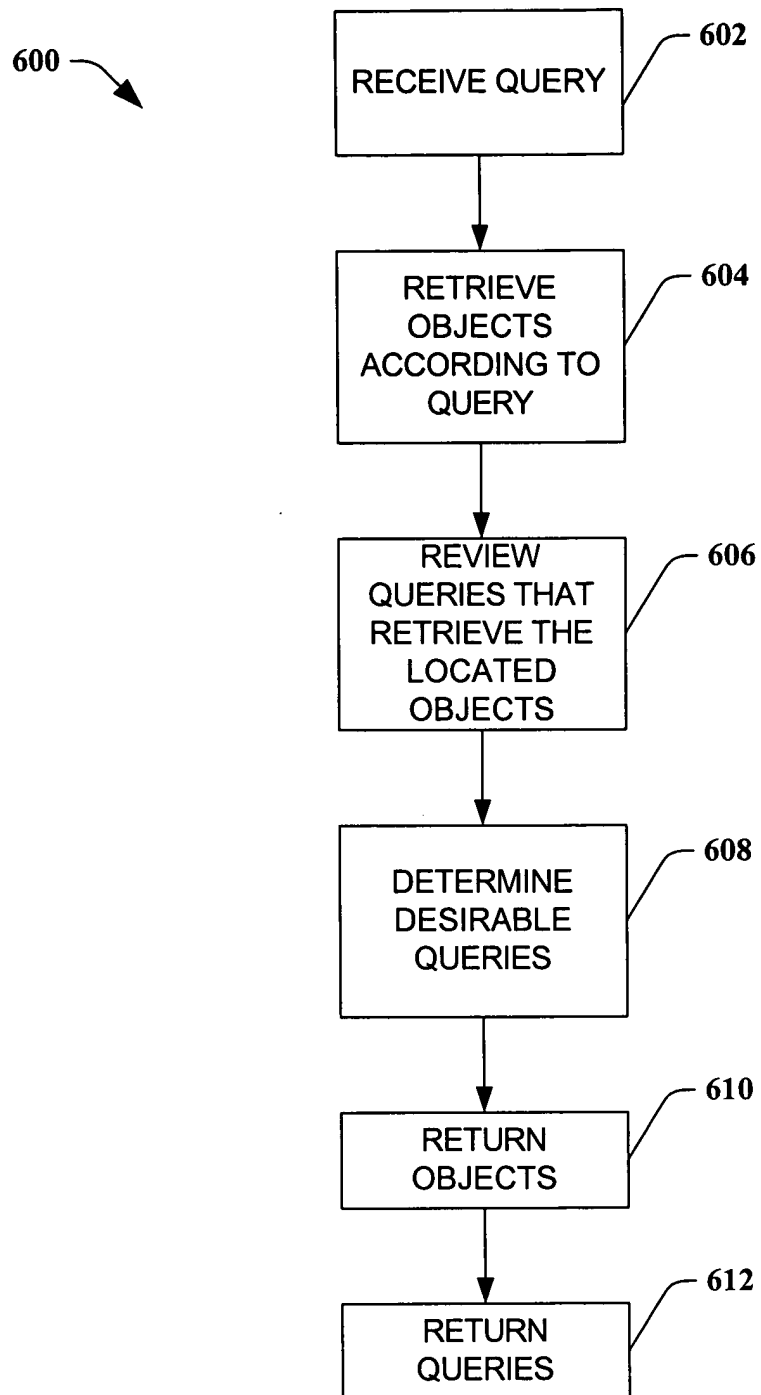 600
602
RECEIVE QUERY
604
RETRIEVE
OBJECTS
ACCORDING TO
QUERY
606
REVIEW
QUERIES THAT
RETRIEVE THE
LOCATED
OBJECTS
608
DETERMINE
DESIRABLE
QUERIES
610
RETURN
OBJECTS
612
RETURN
QUERIES